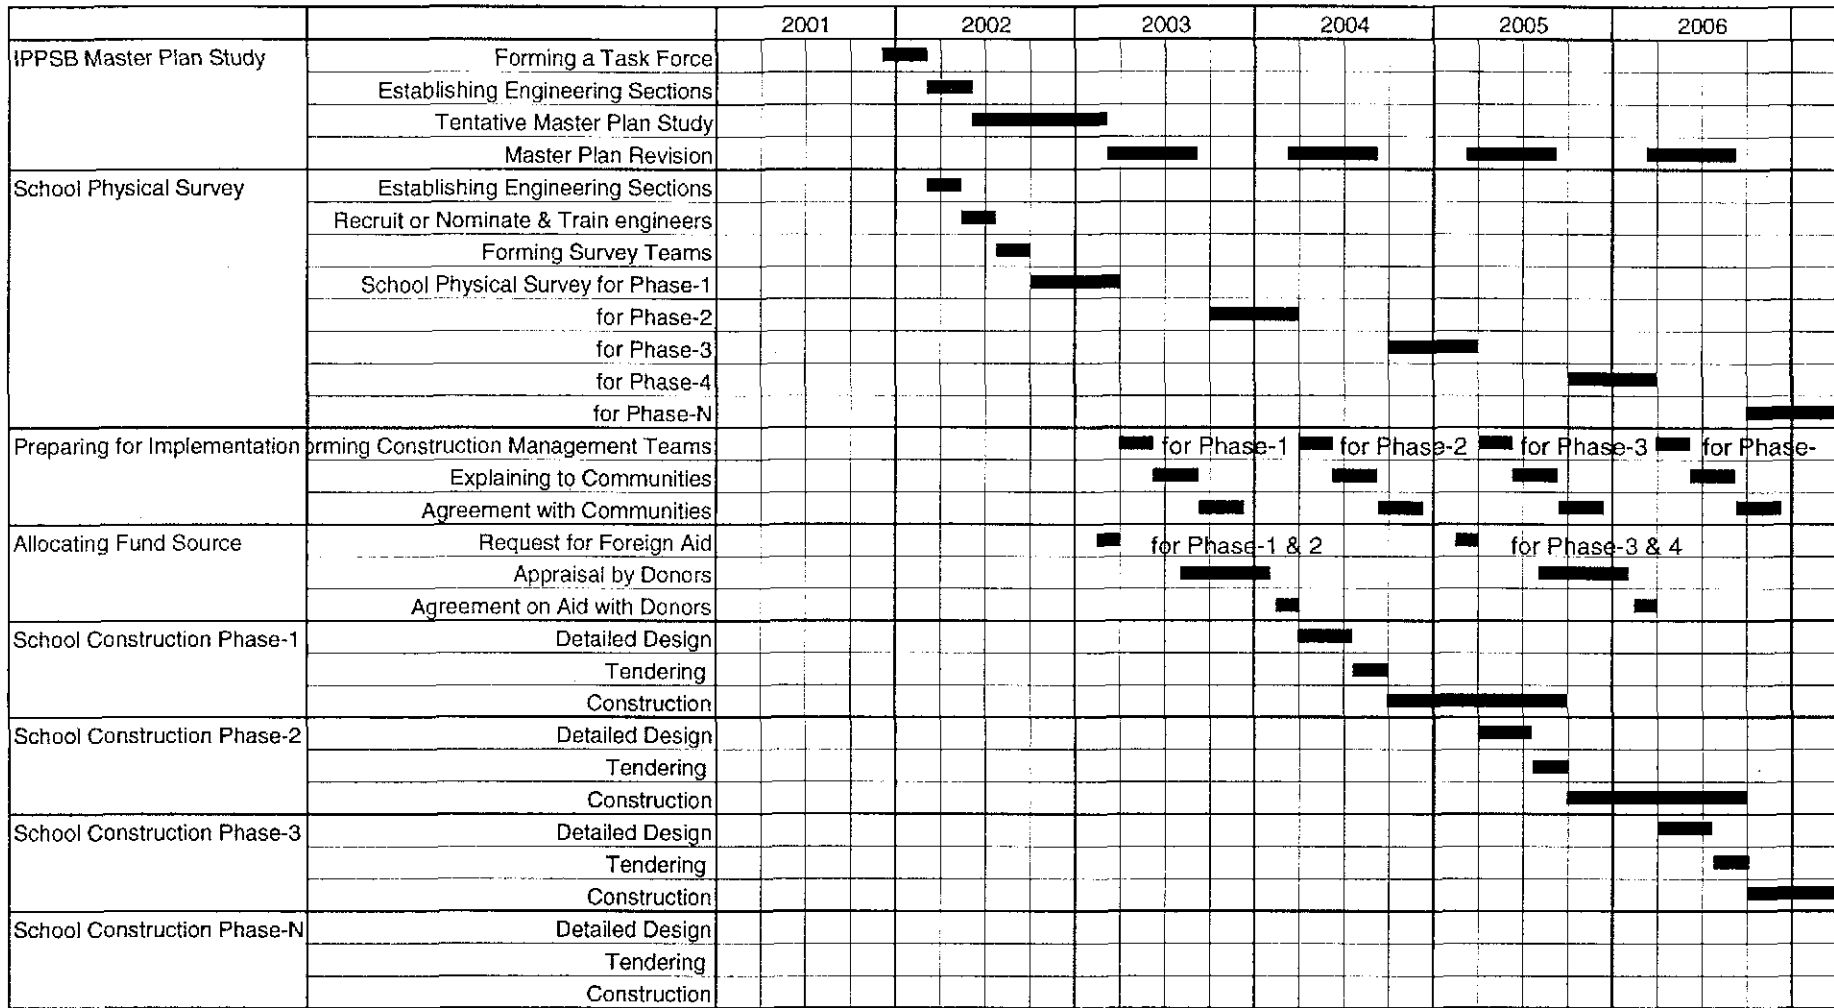 2001 2002 2003 2004 2005 2006
IPPSB Master Plan Study Forming a Task Force
Establishing Engineering Sections
Tentative Master Plan Study
Master Plan Revision
School Physical Survey Establishing Engineering Sections
Recruit or Nominate & Train engineers
Forming Survey Teams
School Physical Survey for Phase-1
for Phase-2
for Phase-3
for Phase-4
for Phase-N
Preparing for Implementation orming Construction Management Teams for Phase-1 for Phase-2 for Phase-3 for Phase-
Explaining to Communities
Agreement with Communities
Allocating Fund Source Request for Foreign Aid for Phase-1 & 2 for Phase-3 & 4
Appraisal by Donors
Agreement on Aid with Donors
School Construction Phase-1 Detailed Design
Tendering
Construction
School Construction Phase-2 Detailed Design
Tendering
Construction
School Construction Phase-3 Detailed Design
Tendering
Construction
School Construction Phase-N Detailed Design
Tendering
Construction